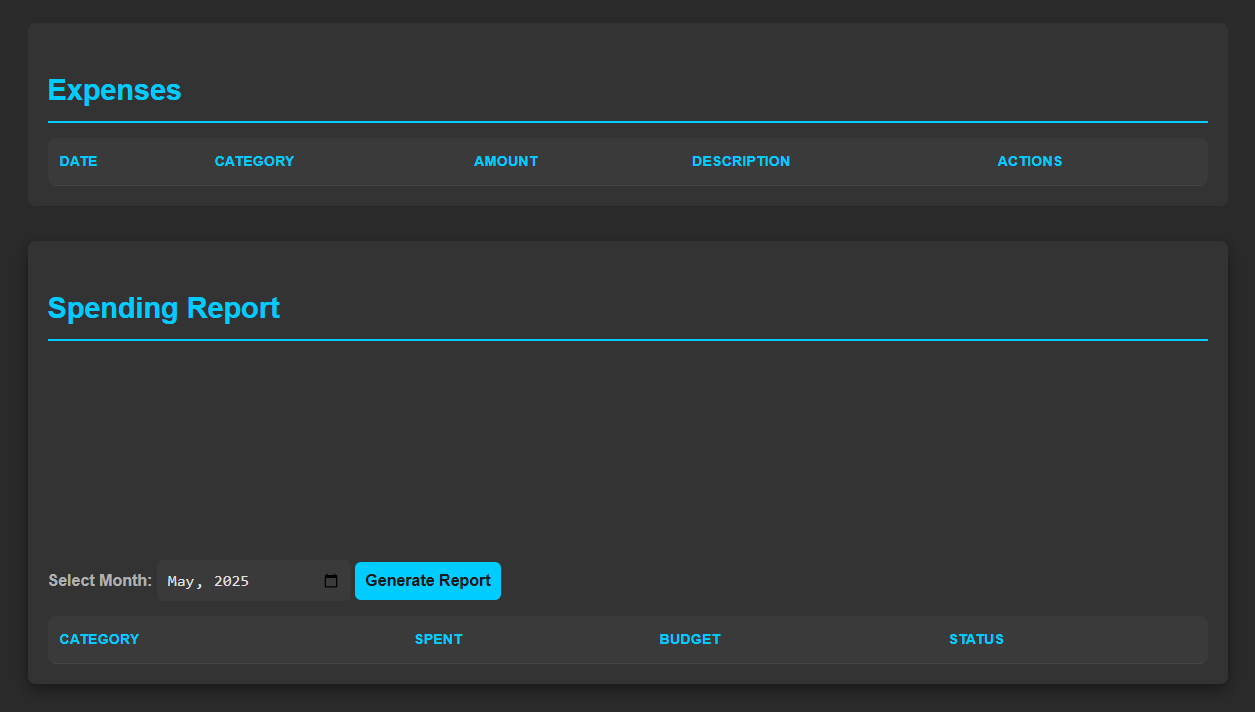 Expenses
DATE CATEGORY AMOUNT DESCRIPTION ACTIONS
Spending Report
Select Month: May, 2025 Generate Report
CATEGORY SPENT BUDGET STATUS